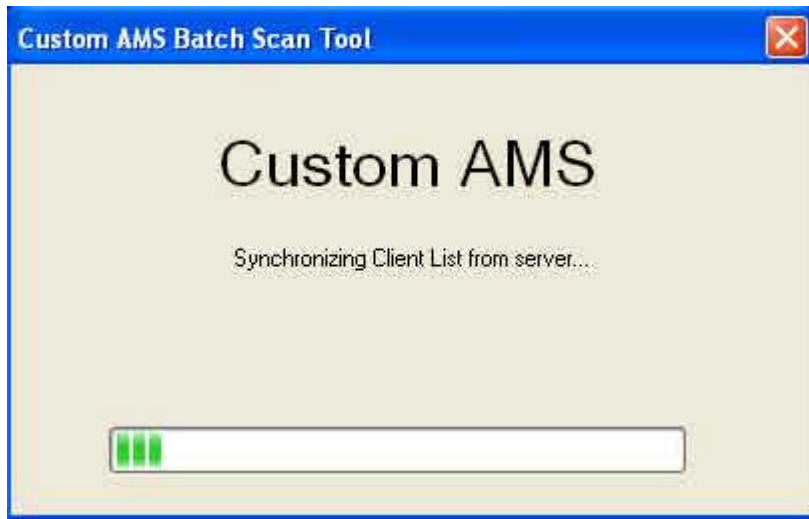 Custom AMS Batch Scan Tool
Custom AMS
Synchronizing Client List from server...